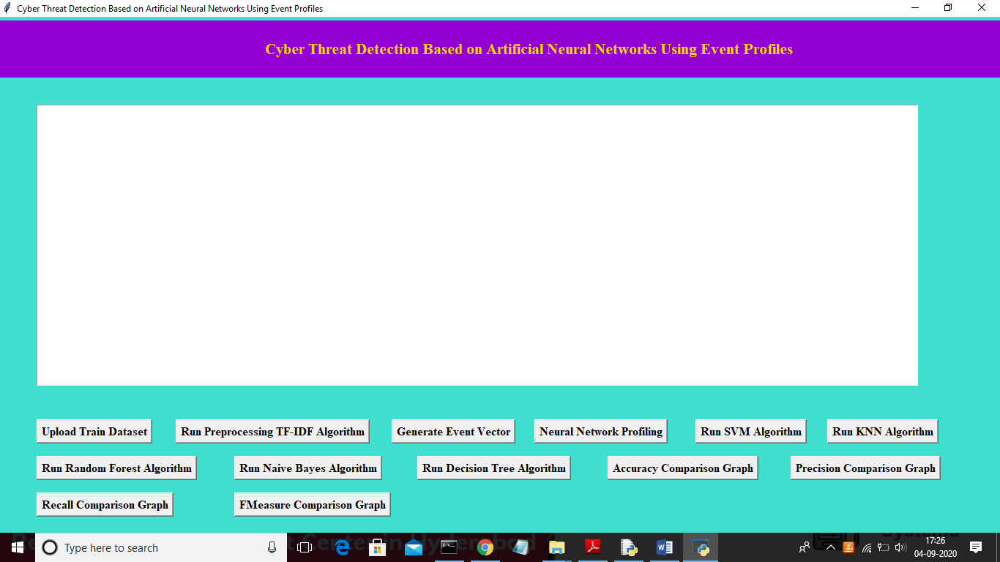 Cyber Threat Detection Based on Artificial Neural Networks Using Event Profiles
Cyber Threat Detection Based on Artificial Neural Networks Using Event Profiles
Upload Train Dataset Run Preprocessing TF-IDF Algorithm Generate Event Vector Neural Network Profiling Run SVM Algorithm Run KNN Algorithm
Run Random Forest Algorithm Run Naive Bayes Algorithm Run Decision Tree Algorithm Accuracy Comparison Graph Precision Comparison Graph
Recall Comparison Graph FMeasure Comparison Graph
Type here to search
17:26
04-09-2020